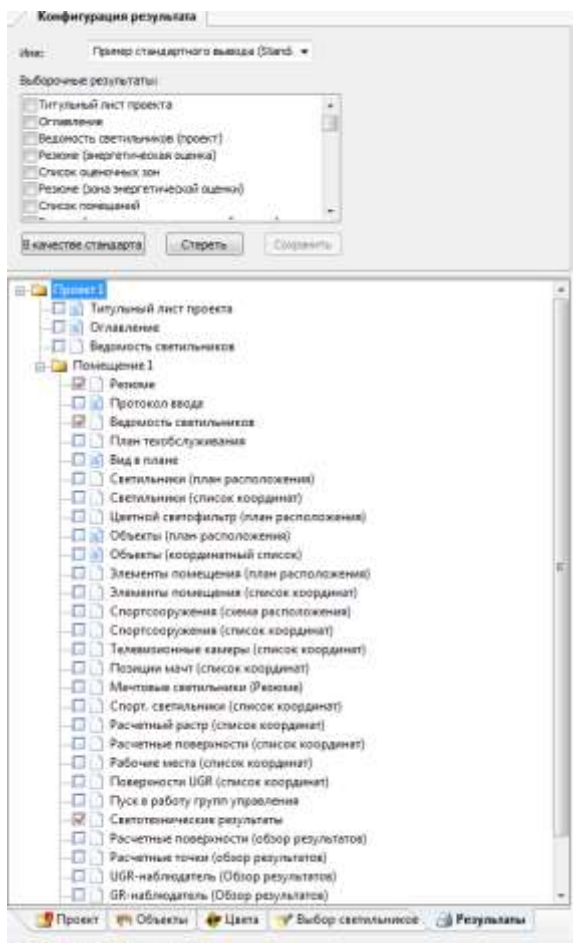 Конфигурация результата
Имя: Пример стандартного вывода (Stand
Выборочные результаты:
Титульный лист проекта
Оглавление
Ведомость светильников (проект)
Резюме (энергетическая оценка)
Список оценочных зон
Резюме (зона энергетической оценки)
Список помещений
В качестве стандарта Стереть Сохранить
Проект 1
Титульный лист проекта
Оглавление
Ведомость светильников
Помещение 1
Резюме
Протокол ввода
Ведомость светильников
План техобслуживания
Вид в плане
Светильники (план расположения)
Светильники (список координат)
Цветной светофильтр (план расположения)
Объекты (план расположения)
Объекты (координатный список)
Элементы помещения (план расположения)
Элементы помещения (список координат)
Спортсооружения (схема расположения)
Спортсооружения (список координат)
Телевизионные камеры (список координат)
Позиции мачт (список координат)
Мачтовые светильники (Резюме)
Спорт. светильники (список координат)
Расчетный растр (список координат)
Расчетные поверхности (список координат)
Рабочие места (список координат)
Поверхности UGR (список координат)
Пуск в работу групп управления
Светотехнические результаты
Расчетные поверхности (обзор результатов)
Расчетные точки (обзор результатов)
UGR-наблюдатель (Обзор результатов)
GR-наблюдатель (Обзор результатов)
Проект Объекты Цвета Выбор светильников Результаты